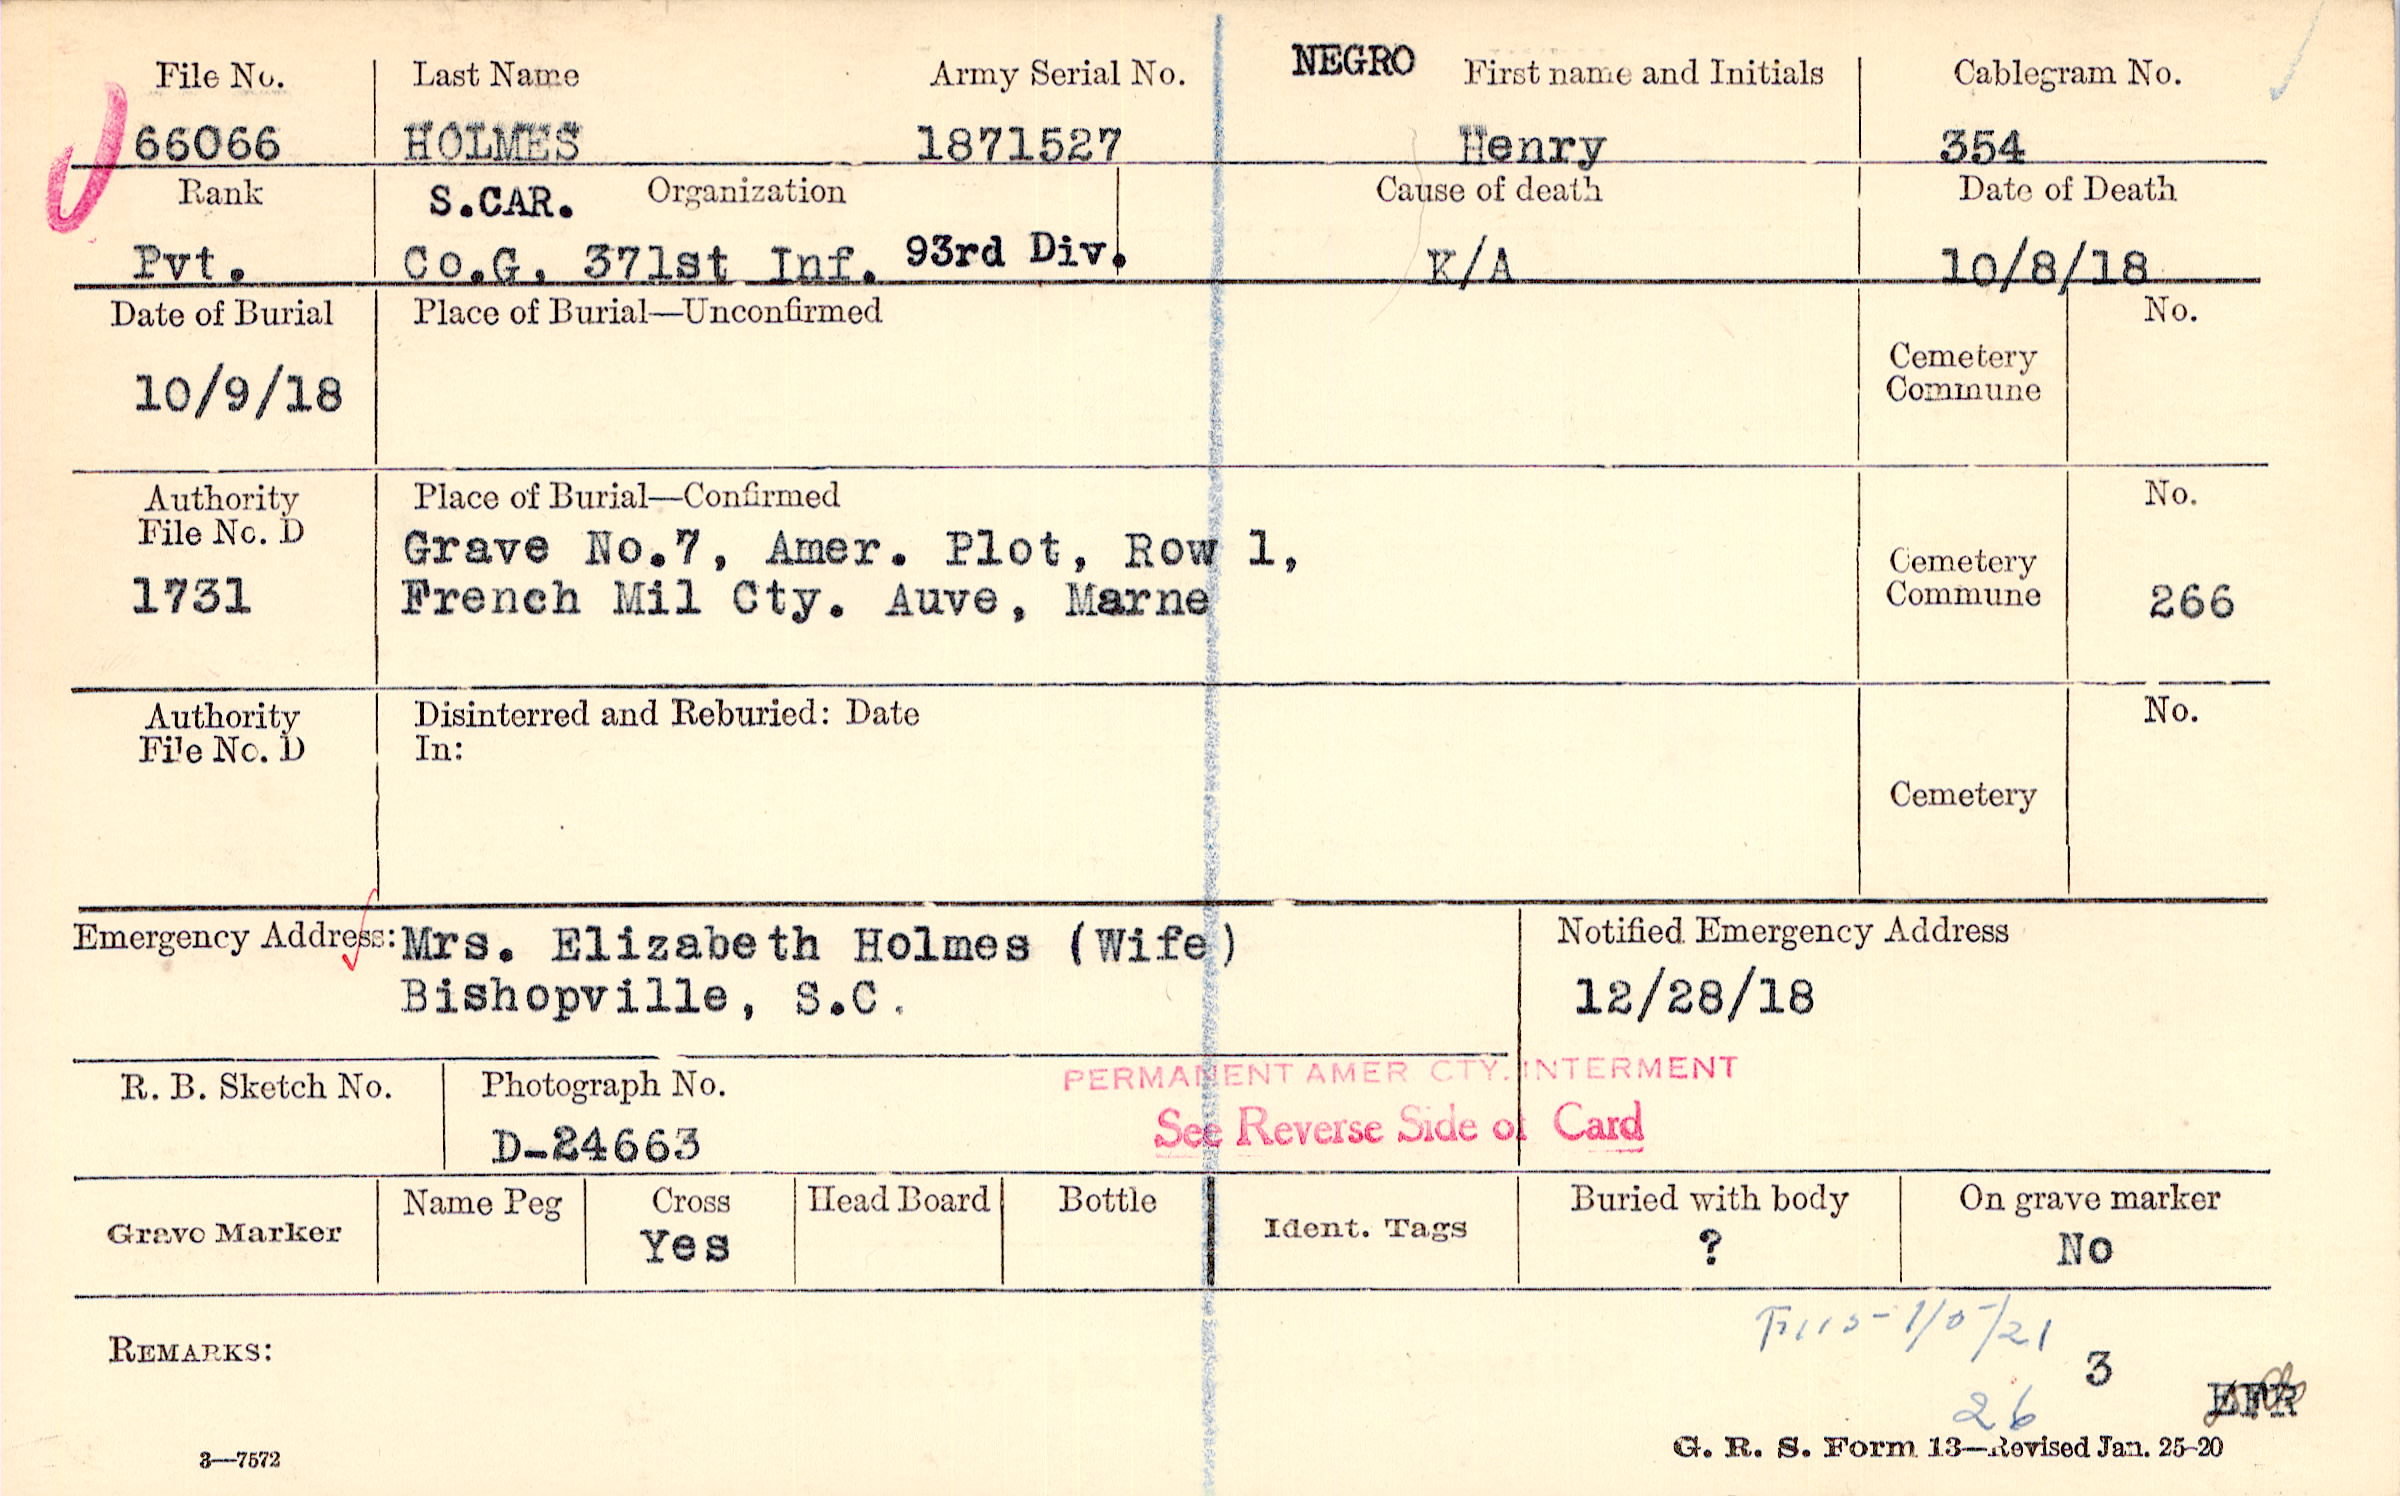 File No. Last Name Army Serial No. NEGRO First name and Initials Cablegram No.
66066 HOLMES 1871527 Henry 354
Rank S.CAR. Organization Cause of death Date of Death
Pvt. Co.G, 371st Inf. 93rd Div. K/A 10/8/18
Date of Burial Place of Burial—Unconfirmed No.
10/9/18 Cemetery
Commune
Authority Place of Burial—Confirmed No.
File No. D Grave No.7, Amer. Plot, Row 1, Cemetery
1731 French Mil Cty. Auve, Marne Commune 266
Authority Disinterred and Reburied: Date No.
File No. D In:
Cemetery
Emergency Address: Mrs. Elizabeth Holmes (Wife) Notified Emergency Address
Bishopville, S.C. 12/28/18
PERMANENT AMER CTY. INTERMENT
R. B. Sketch No. Photograph No. See Reverse Side of Card
D-24663
Name Peg Cross Head Board Bottle Buried with body On grave marker
Grave Marker Yes Ident. Tags ? No
REMARKS:
3
26 EFR
3—7572 G. R. S. Form 13—Revised Jan. 25-20